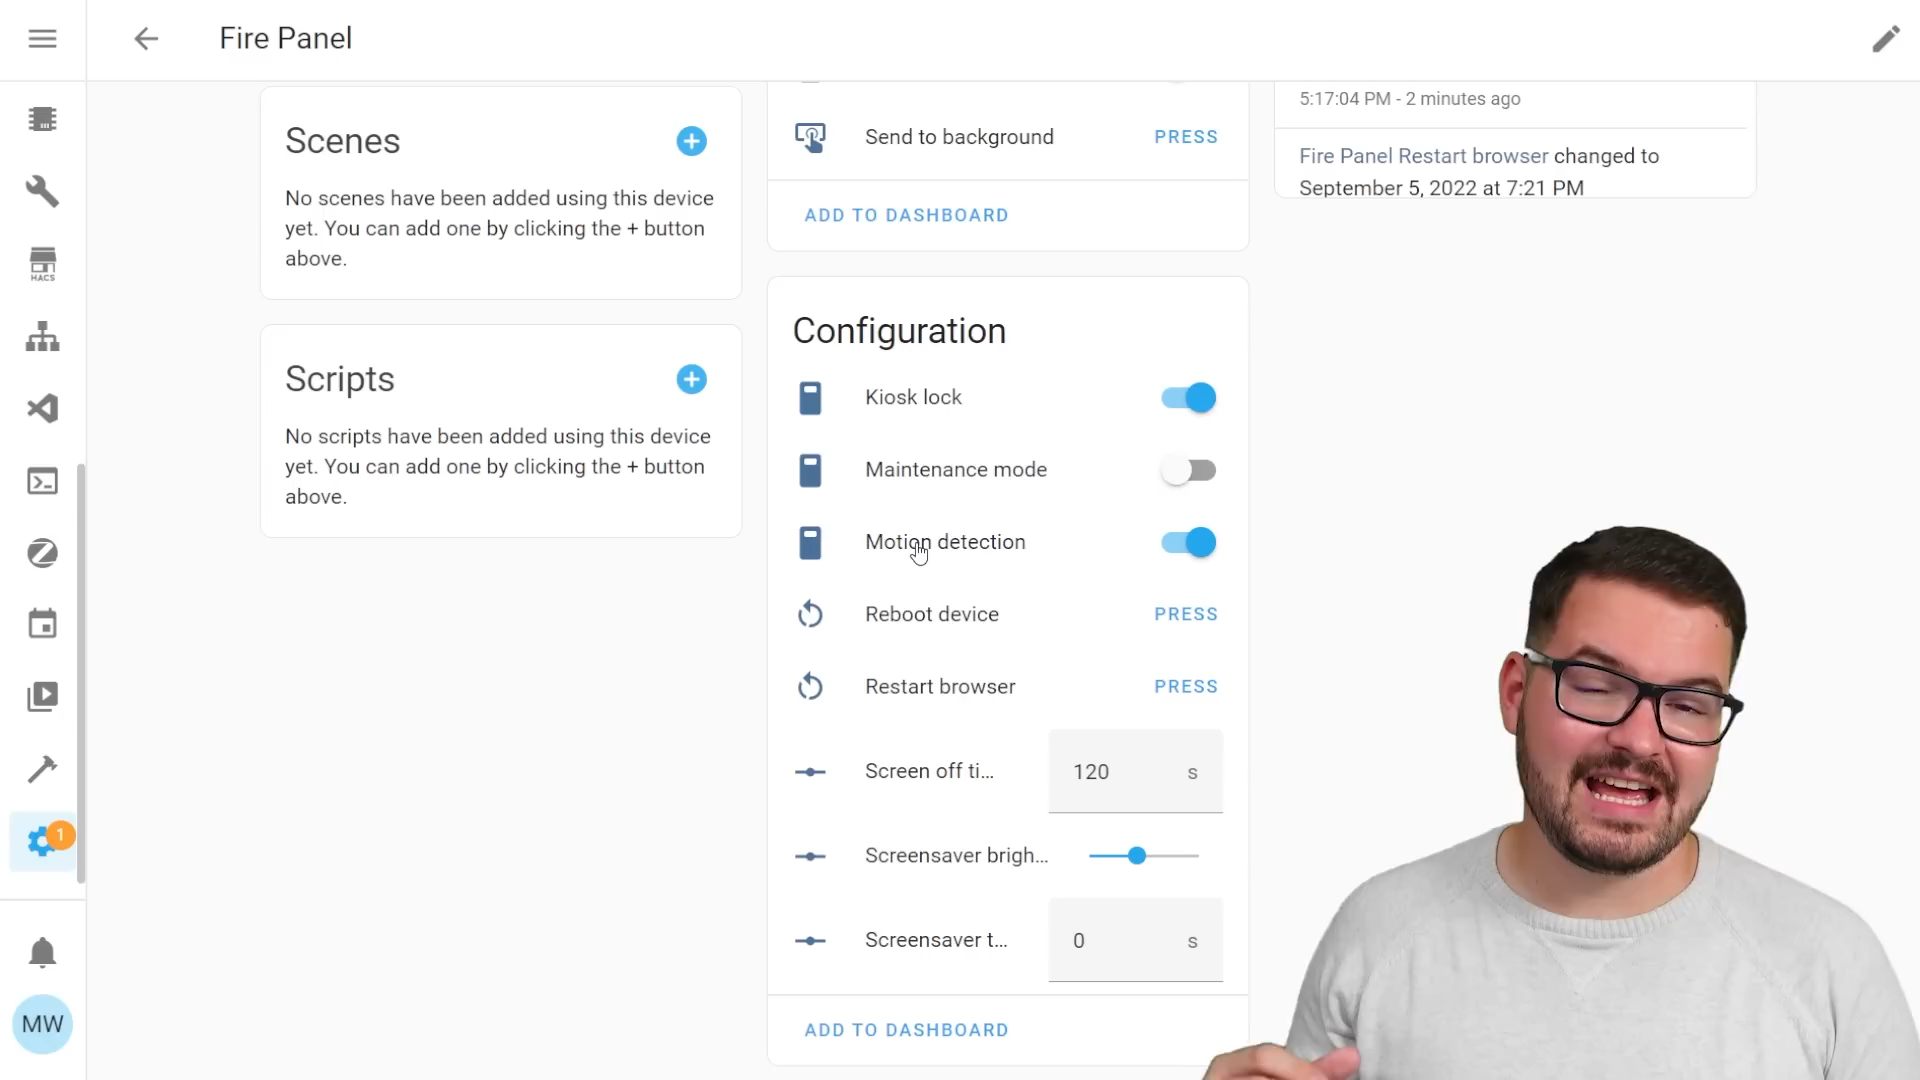 Fire Panel
HACS
1
MW
Scenes
No scenes have been added using this device
yet. You can add one by clicking the + button
above.
Scripts
No scripts have been added using this device
yet. You can add one by clicking the + button
above.
Send to background PRESS
ADD TO DASHBOARD
Configuration
Kiosk lock
Maintenance mode
Motion detection
Reboot device PRESS
Restart browser PRESS
Screen off ti... 120 s
Screensaver brigh...
Screensaver t... 0 s
ADD TO DASHBOARD
5:17:04 PM - 2 minutes ago
Fire Panel Restart browser changed to
September 5, 2022 at 7:21 PM